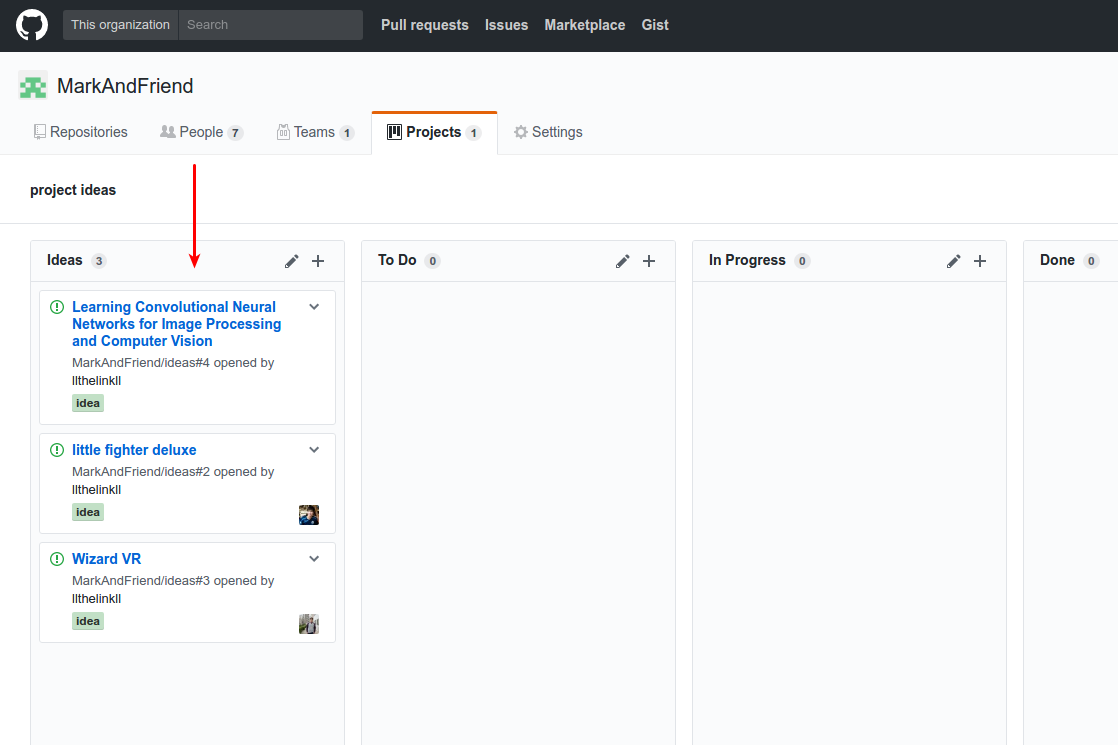 This organization Search Pull requests Issues Marketplace Gist
MarkAndFriend
Repositories People 7 Teams 1 Projects 1 Settings
project ideas
Ideas 3
Learning Convolutional Neural
Networks for Image Processing
and Computer Vision
MarkAndFriend/ideas#4 opened by
llthelinkll
idea
little fighter deluxe
MarkAndFriend/ideas#2 opened by
llthelinkll
idea
Wizard VR
MarkAndFriend/ideas#3 opened by
llthelinkll
idea
To Do 0
In Progress 0
Done 0